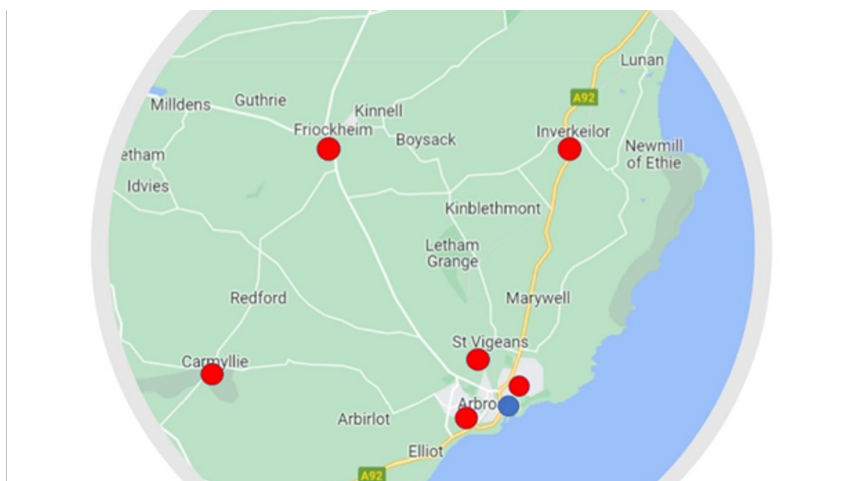 Lunan
A92
Milldens
Guthrie
Kinnell
Friockheim
Boysack
Inverkeilor
Newmill
of Ethie
etham
Idvies
Kinblethmont
Letham
Grange
Redford
Marywell
St Vigeans
Carmyllie
Arbro
Arbirlot
Elliot
A92